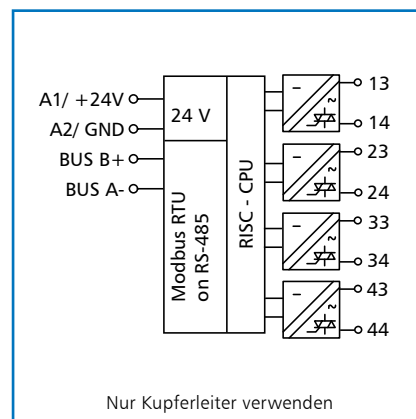 A1/ +24V
A2/ GND
BUS B+
BUS A-
24 V
Modbus RTU
on RS-485
RISC - CPU
13
14
23
24
33
34
43
44
Nur Kupferleiter verwenden